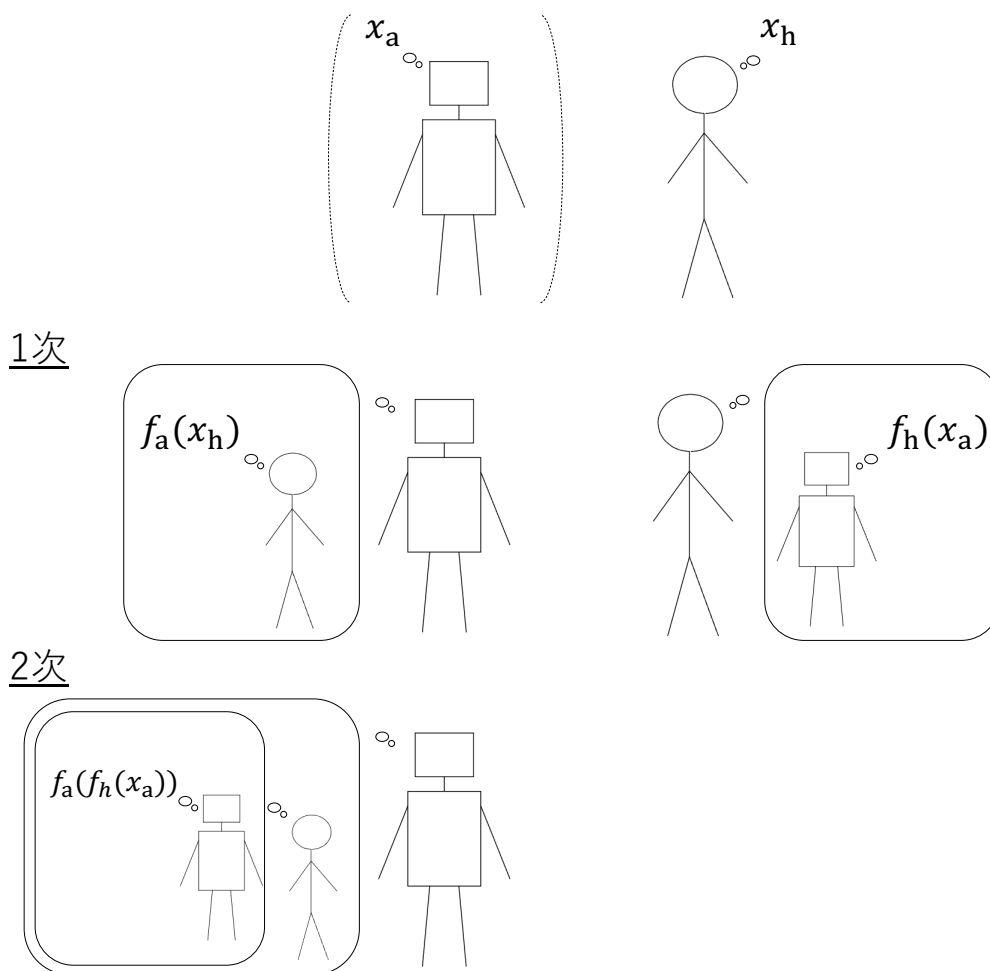 x_a
x_h
1次
f_a(x_h)
f_h(x_a)
2次
f_a(f_h(x_a))